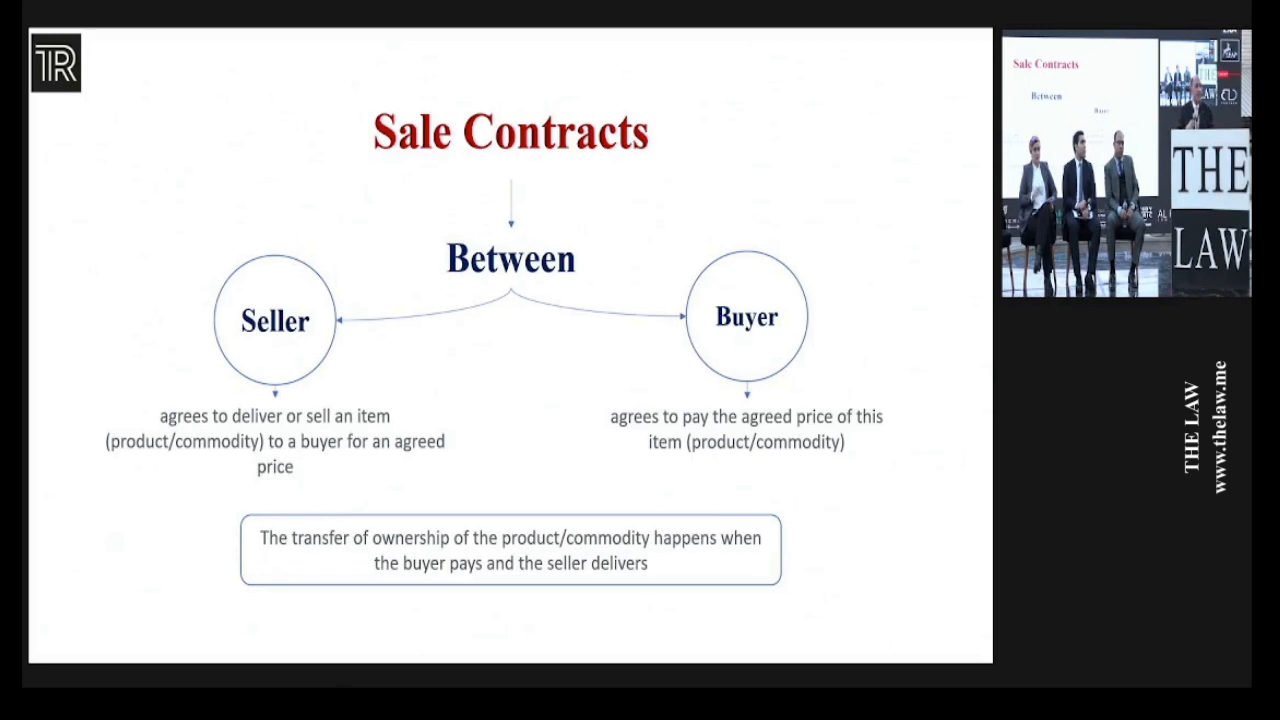 TR
Sale Contracts
Between
Seller
Buyer
agrees to deliver or sell an item
(product/commodity) to a buyer for an agreed
price
agrees to pay the agreed price of this
item (product/commodity)
The transfer of ownership of the product/commodity happens when
the buyer pays and the seller delivers
Sale Contracts
Between
Buyer
THE
LAW
THE
LAW
THE LAW
www.thelaw.me